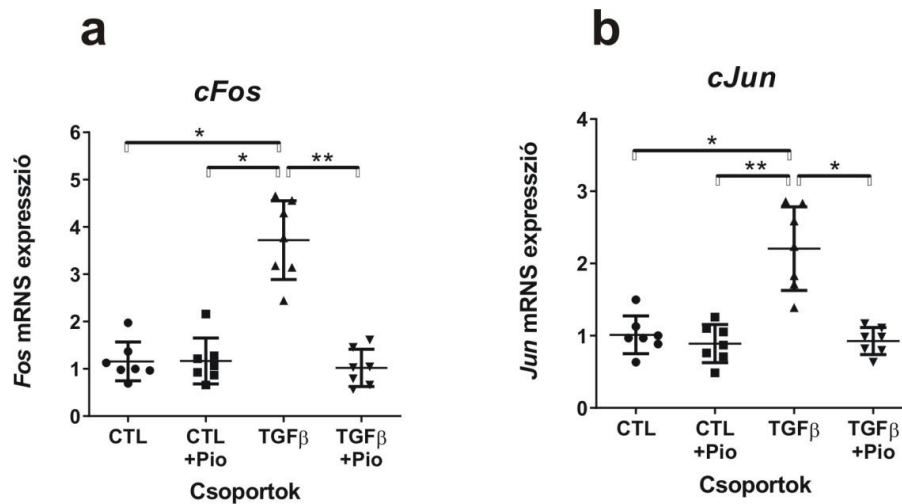 a
cFos
Fos mRNS expresszió
6
5
4
3
2
1
0
*
*
**
CTL
CTL
+Pio
TGFβ
TGFβ
+Pio
Csoportok
b
cJun
Jun mRNS expresszió
4
3
2
1
0
*
**
*
CTL
CTL
+Pio
TGFβ
TGFβ
+Pio
Csoportok